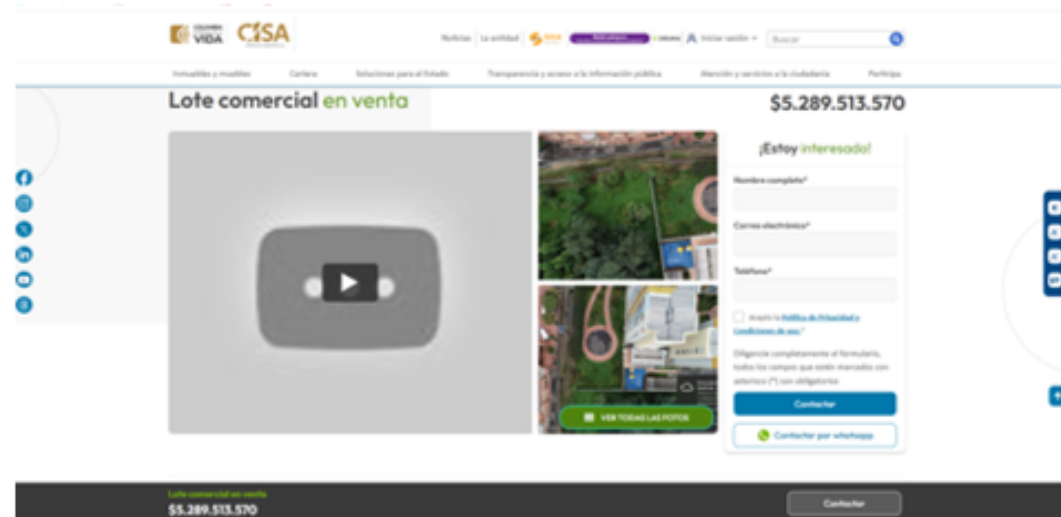 COLOMBIA
VIDA
CISA
Noticias
La entidad
Iniciar sesión
Buscar
Inmuebles y muebles
Cartera
Soluciones para el Estado
Transparencia y acceso a la información pública
Atención y servicios a la ciudadanía
Participa
Lote comercial en venta
$5.289.513.570
¡Estoy interesado!
Nombre completo*
Correo electrónico*
Teléfono*
Acepto la Política de Privacidad y
Condiciones de uso.*
Diligencia completamente el formulario,
todos los campos que estén marcados con
asterisco (*) son obligatorios
Contactar
Contactar por whatsapp
VER TODAS LAS FOTOS
Lote comercial en venta
$5.289.513.570
Contactar